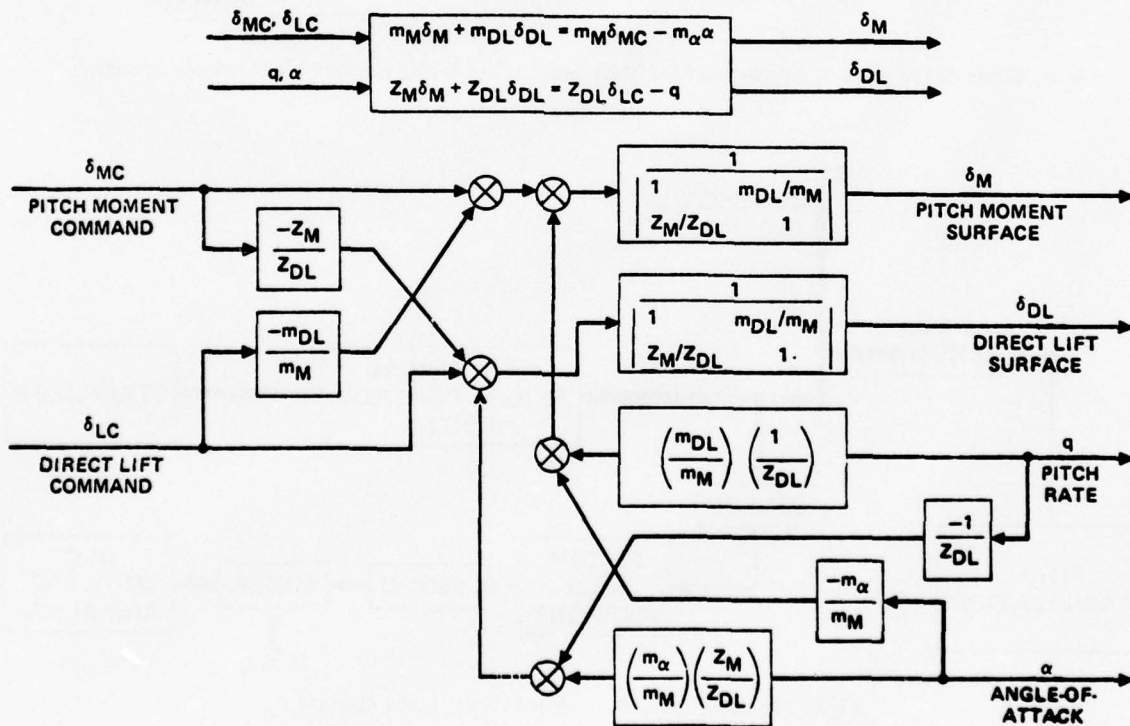 δMC, δLC
mMδM + mDLδDL = mMδMC – mαα
δM
q, α
ZMδM + ZDLδDL = ZDLδLC – q
δDL
δMC
PITCH MOMENT
COMMAND
–ZM
ZDL
–mDL
mM
δLC
DIRECT LIFT
COMMAND
1
1 mDL/mM
ZM/ZDL 1
δM
PITCH MOMENT
SURFACE
1
1 mDL/mM
ZM/ZDL 1.
δDL
DIRECT LIFT
SURFACE
(mDL/mM) (1/ZDL)
q
PITCH
RATE
–1
ZDL
–mα
mM
(mα/mM) (ZM/ZDL)
α
ANGLE-OF-
ATTACK